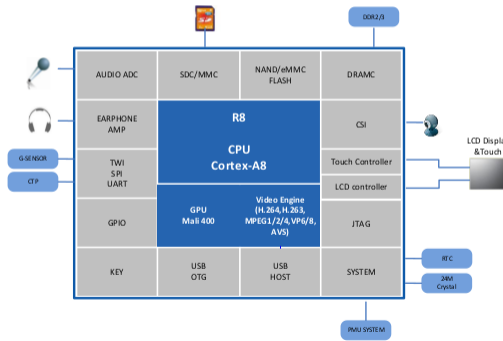 DDR2/3
AUDIO ADC
SDC/MMC
NAND/eMMC
FLASH
DRAMC
EARPHONE
AMP
R8
CPU
Cortex-A8
CSI
G-SENSOR
CTP
TWI
SPI
UART
Touch Controller
LCD controller
LCD Displa
&Touch
GPIO
GPU
Mali 400
Video Engine
(H.264,H.263,
MPEG1/2/4,VP6/8,
AVS)
JTAG
KEY
USB
OTG
USB
HOST
SYSTEM
RTC
24M
Crystal
PMU SYSTEM